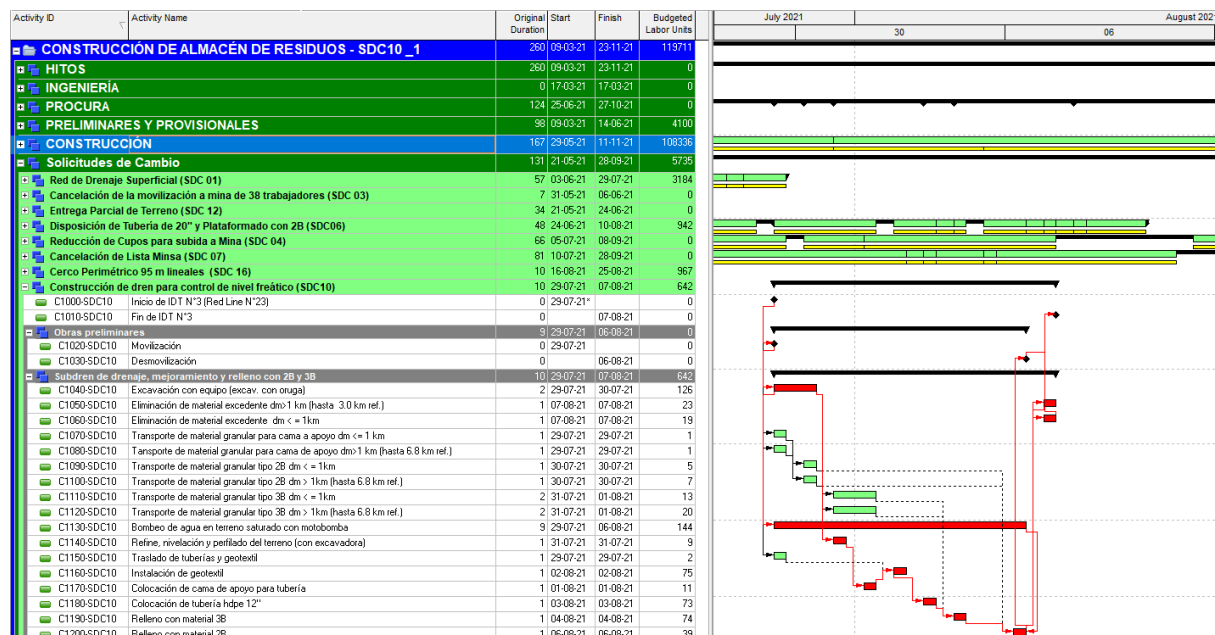 Activity ID Activity Name Original Duration Start Finish Budgeted Labor Units July 2021 August 202
30 06
CONSTRUCCIÓN DE ALMACÉN DE RESIDUOS - SDC10 _1 260 09-03-21 23-11-21 119711
HITOS 260 09-03-21 23-11-21 0
INGENIERÍA 0 17-03-21 17-03-21 0
PROCURA 124 25-06-21 27-10-21 0
PRELIMINARES Y PROVISIONALES 98 09-03-21 14-06-21 4100
CONSTRUCCIÓN 167 29-05-21 11-11-21 108336
Solicitudes de Cambio 131 21-05-21 28-09-21 5735
Red de Drenaje Superficial (SDC 01) 57 03-06-21 29-07-21 3184
Cancelación de la movilización a mina de 38 trabajadores (SDC 03) 7 31-05-21 06-06-21 0
Entrega Parcial de Terreno (SDC 12) 34 21-05-21 24-06-21 0
Disposición de Tubería de 20" y Plataformado con 2B (SDC06) 48 24-06-21 10-08-21 942
Reducción de Cupos para subida a Mina (SDC 04) 66 05-07-21 08-09-21 0
Cancelación de Lista Minsa (SDC 07) 81 10-07-21 28-09-21 0
Cerco Perimétrico 95 m lineales (SDC 16) 10 16-08-21 25-08-21 967
Construcción de dren para control de nivel freático (SDC10) 10 29-07-21 07-08-21 642
C1000-SDC10 Inicio de IDT N°3 (Red Line N°23) 0 29-07-21* 0
C1010-SDC10 Fin de IDT N°3 0 07-08-21 0
Obras preliminares 9 29-07-21 06-08-21 0
C1020-SDC10 Movilización 0 29-07-21 0
C1030-SDC10 Desmovilización 0 06-08-21 0
Subdren de drenaje, mejoramiento y relleno con 2B y 3B 10 29-07-21 07-08-21 642
C1040-SDC10 Excavación con equipo (excav. con oruga) 2 29-07-21 30-07-21 126
C1050-SDC10 Eliminación de material excedente dm>1 km (hasta 3.0 km ref.) 1 07-08-21 07-08-21 23
C1060-SDC10 Eliminación de material excedente dm < = 1km 1 07-08-21 07-08-21 19
C1070-SDC10 Transporte de material granular para cama a apoyo dm <= 1 km 1 29-07-21 29-07-21 1
C1080-SDC10 Tansporte de material granular para cama de apoyo dm>1 km (hasta 6.8 km ref.) 1 29-07-21 29-07-21 1
C1090-SDC10 Transporte de material granular tipo 2B dm < = 1km 1 30-07-21 30-07-21 5
C1100-SDC10 Transporte de material granular tipo 2B dm > 1km (hasta 6.8 km ref.) 1 30-07-21 30-07-21 7
C1110-SDC10 Transporte de material granular tipo 3B dm < = 1km 2 31-07-21 01-08-21 13
C1120-SDC10 Transporte de material granular tipo 3B dm > 1km (hasta 6.8 km ref.) 2 31-07-21 01-08-21 20
C1130-SDC10 Bombeo de agua en terreno saturado con motobomba 9 29-07-21 06-08-21 144
C1140-SDC10 Refine, nivelación y perfilado del terreno (con excavadora) 1 31-07-21 31-07-21 9
C1150-SDC10 Traslado de tuberías y geotextil 1 29-07-21 29-07-21 2
C1160-SDC10 Instalación de geotextil 1 02-08-21 02-08-21 75
C1170-SDC10 Colocación de cama de apoyo para tubería 1 01-08-21 01-08-21 11
C1180-SDC10 Colocación de tubería hdpe 12" 1 03-08-21 03-08-21 73
C1190-SDC10 Relleno con material 3B 1 04-08-21 04-08-21 74
C1200-SDC10 Relleno con material 2B 1 06-08-21 06-08-21 39